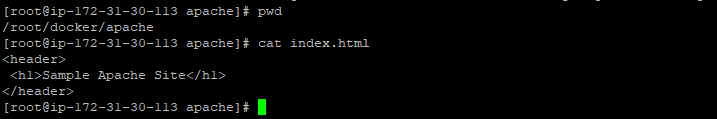 [root@ip-172-31-30-113 apache]# pwd
/root/docker/apache
[root@ip-172-31-30-113 apache]# cat index.html
<header>
 <h1>Sample Apache Site</h1>
</header>
[root@ip-172-31-30-113 apache]#